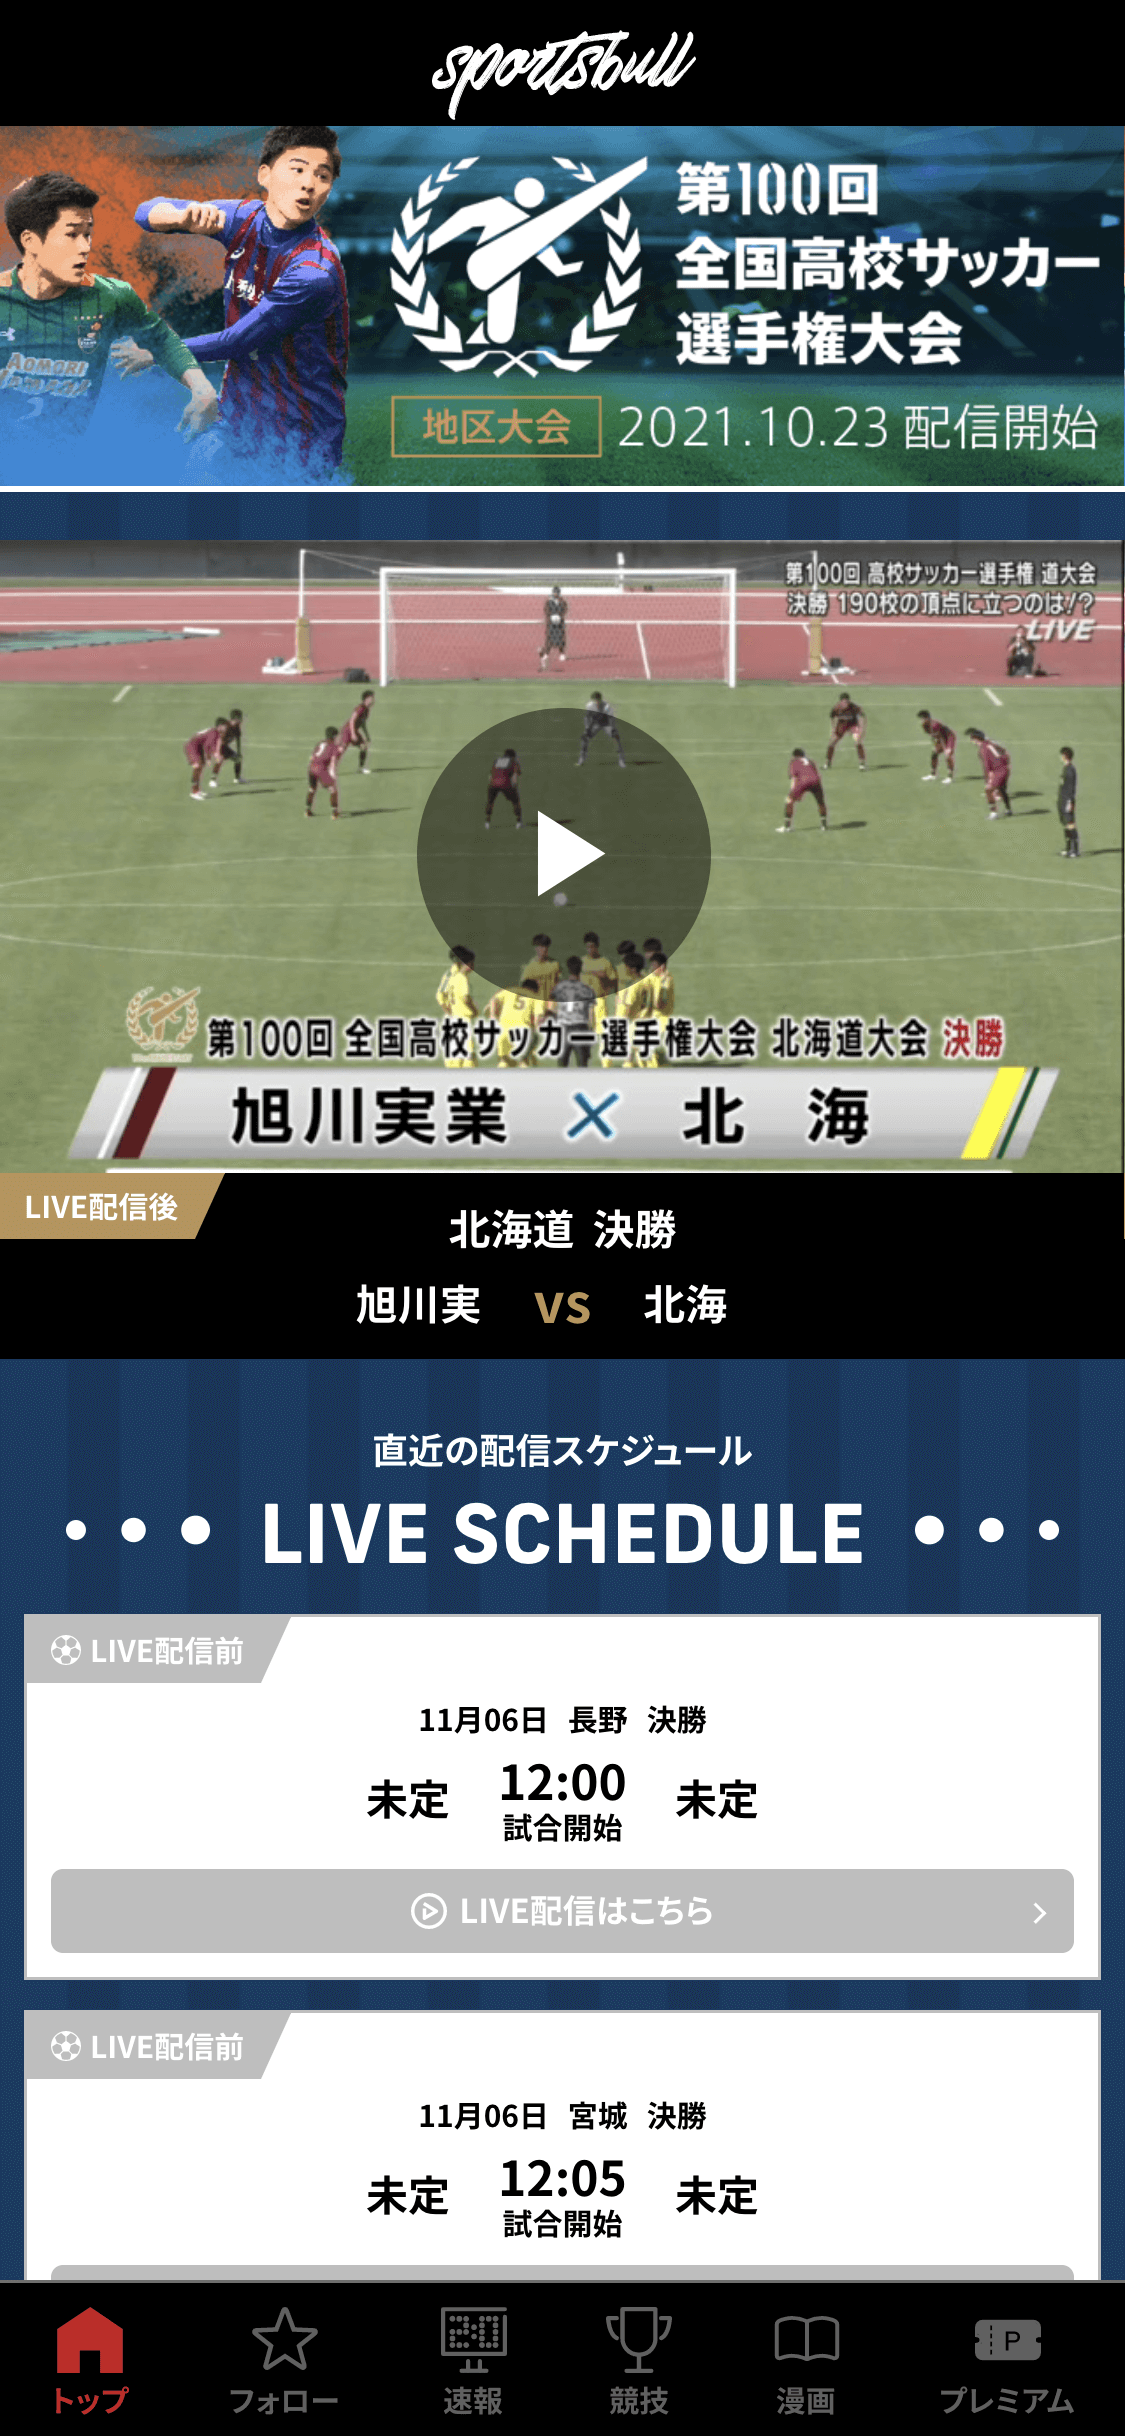 sportsbull
第100回
全国高校サッカー
選手権大会
地区大会 2021.10.23 配信開始
AOMORI
第100回 高校サッカー選手権 道大会
決勝 190校の頂点に立つのは!?
LIVE
第100回 全国高校サッカー選手権大会 北海道大会 決勝
旭川実業 × 北 海
LIVE配信後
北海道 決勝
旭川実 VS 北海
直近の配信スケジュール
LIVE SCHEDULE
LIVE配信前
11月06日 長野 決勝
未定 12:00 未定
試合開始
LIVE配信はこちら
LIVE配信前
11月06日 宮城 決勝
未定 12:05 未定
試合開始
トップ フォロー 速報 競技 漫画 P プレミアム